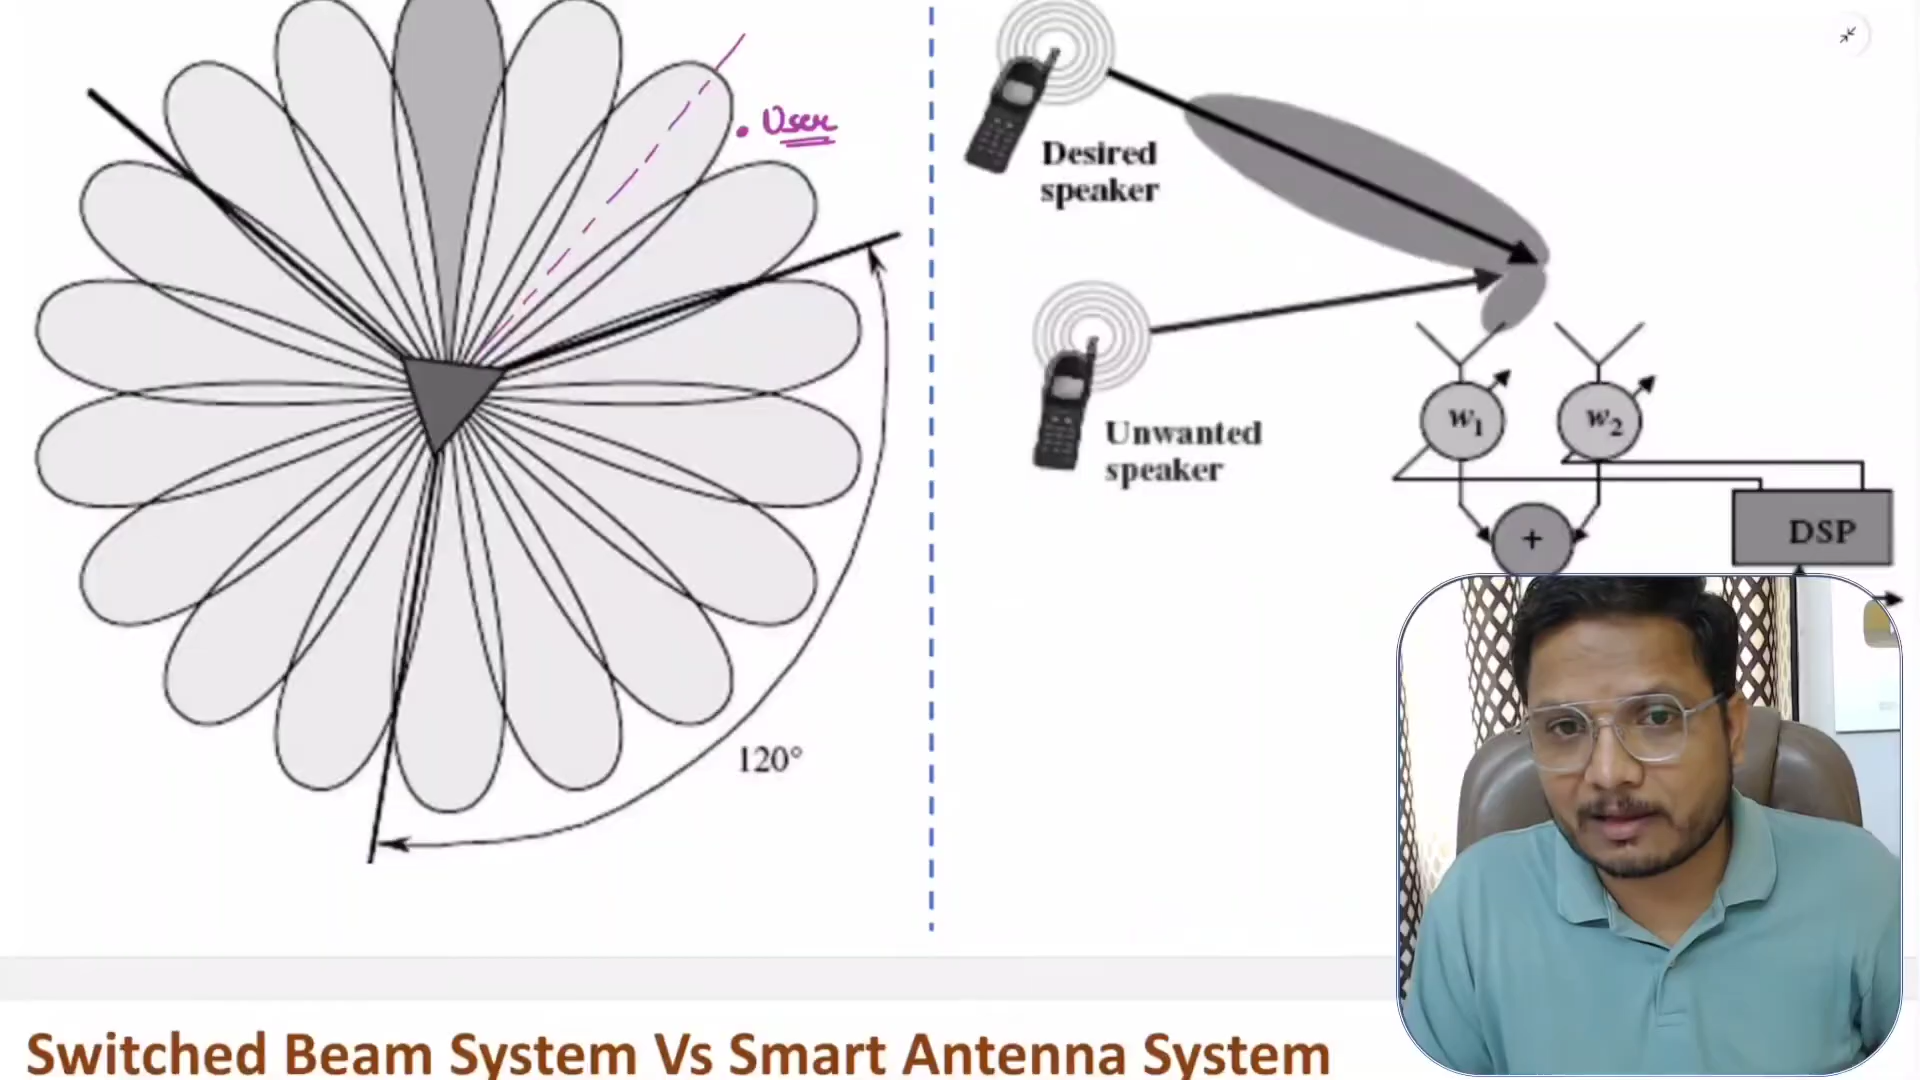 User
120°
Desired
speaker
Unwanted
speaker
w1
w2
+
DSP
Switched Beam System Vs Smart Antenna System